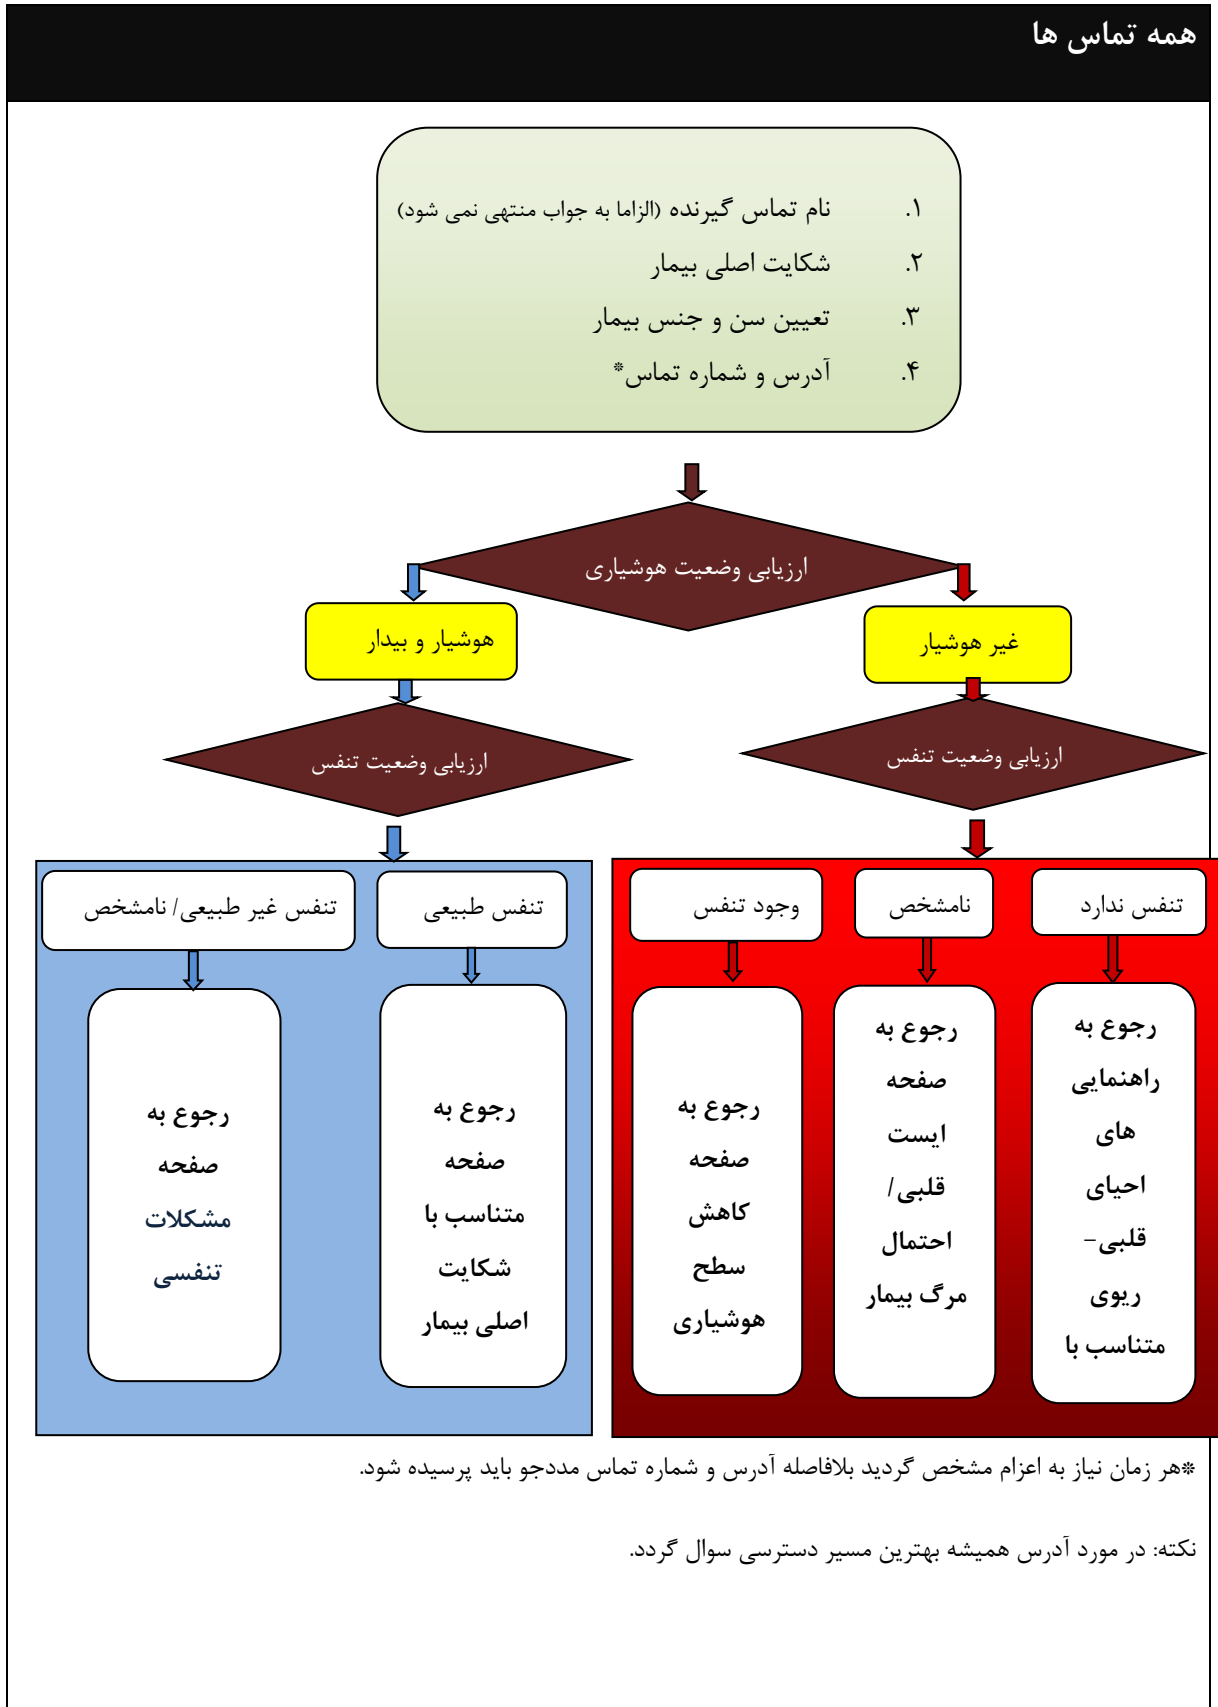 همه تماس ها
۱. نام تماس گیرنده (الزاما به جواب منتهی نمی شود)
۲. شکایت اصلی بیمار
۳. تعیین سن و جنس بیمار
۴. آدرس و شماره تماس*
ارزیابی وضعیت هوشیاری
غیر هوشیار
هوشیار و بیدار
ارزیابی وضعیت تنفس
ارزیابی وضعیت تنفس
تنفس ندارد
نامشخص
وجود تنفس
تنفس طبیعی
تنفس غیر طبیعی/ نامشخص
رجوع به
راهنمایی
های
احیای
قلبی-
ریوی
متناسب با
رجوع به
صفحه
ایست
قلبی/
احتمال
مرگ بیمار
رجوع به
صفحه
کاهش
سطح
هوشیاری
رجوع به
صفحه
متناسب با
شکایت
اصلی بیمار
رجوع به
صفحه
مشکلات
تنفسی
*هر زمان نیاز به اعزام مشخص گردید بلافاصله آدرس و شماره تماس مددجو باید پرسیده شود.
نکته: در مورد آدرس همیشه بهترین مسیر دسترسی سوال گردد.